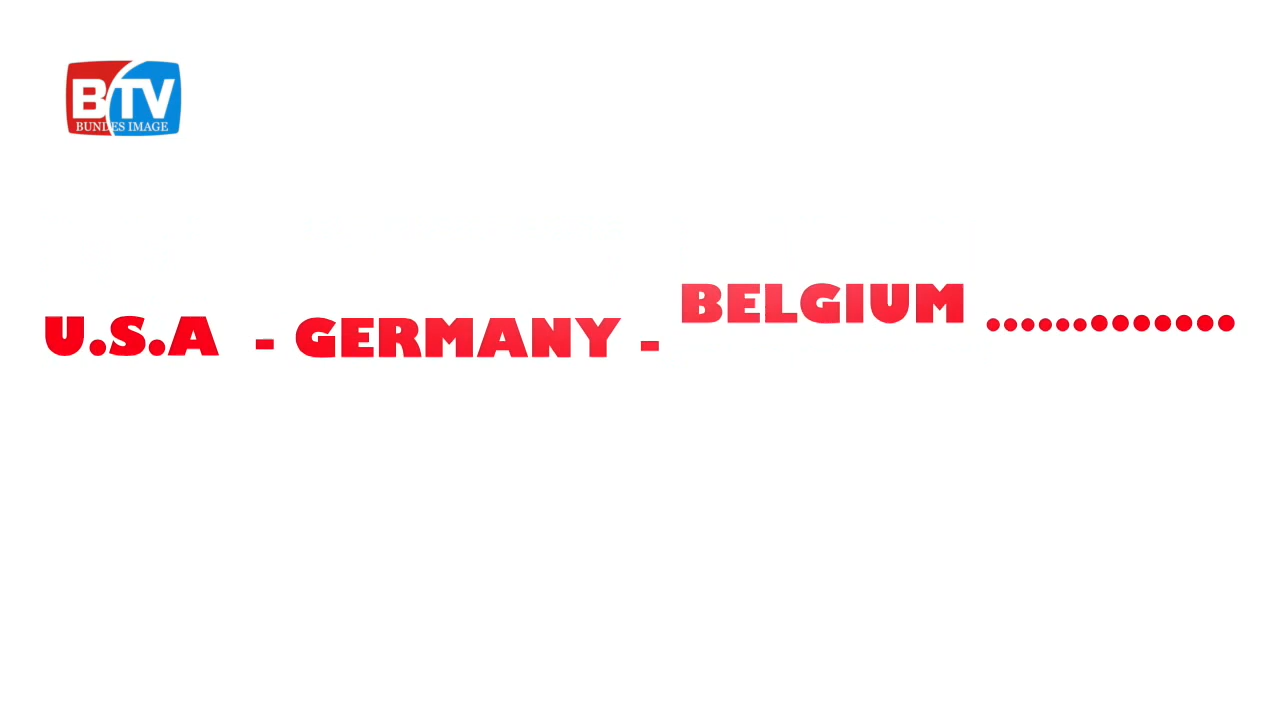 BTV
BUNDES IMAGE
U.S.A - GERMANY - BELGIUM ..............